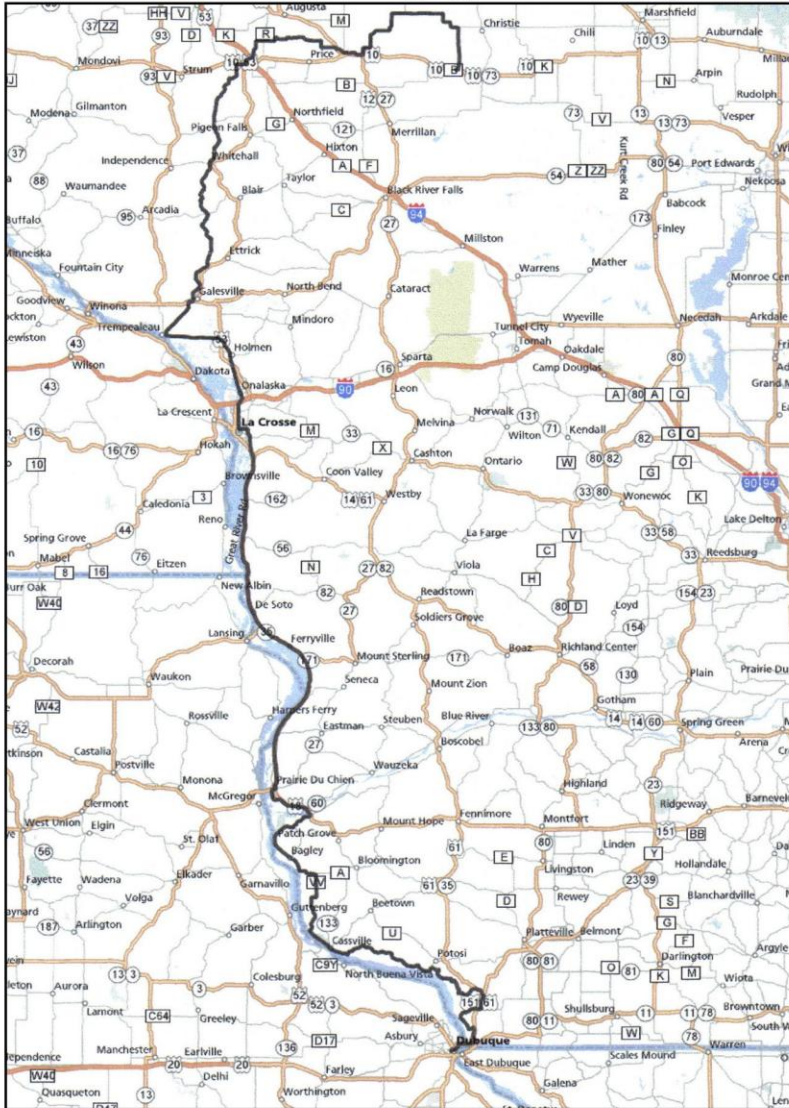 37 ZZ
HH V
53
Augusta
M
Christie
Marshfield
93
D
K
R
37
Chili
10 13
Auburndale
Mondovi
10 53
Price
10
93 V
Strum
B
10 B
10 73
10 K
Arpin
N
Modena
Gilmanton
12 27
Rudolph
Northfield
73
V
13
Vesper
Pigeon Falls
G
121
Merrillan
13 73
37
Hixton
Kurt Creek Rd
Independence
Whitehall
A F
80 54
Port Edwards
88
Waumandee
Taylor
54
Z ZZ
Nekoosa
Blair
Black River Falls
Babcock
95
Arcadia
C
94
173
Buffalo
27
Finley
Ettrick
Millston
Minneiska
Fountain City
Warrens
Mather
Galesville
North Bend
Cataract
Goodview
Winona
Mindoro
Wyeville
Necedah
Arkdale
Trempealeau
Tunnel City
Lewiston
43
Holmen
Tomah
Oakdale
Wilson
Dakota
16
Sparta
Camp Douglas
80
43
Onalaska
90
Leon
A 80 A Q
La Crescent
La Crosse
M
Melvina
Norwalk
131
33
Wilton
71
Kendall
82
G Q
16
16 76
Hokah
X
Cashton
Ontario
W
80 82
G
O
10
Brownsville
Coon Valley
90 94
3
162
14 61
Westby
33 80
Wonewoc
K
Caledonia
Great River Rd
Lake Delton
Reno
44
V
33 58
Spring Grove
56
La Farge
C
33
Reedsburg
Mabel
76
Eitzen
N
Viola
8
16
New Albin
27 82
H
Burr Oak
82
Readstown
154 23
W40
De Soto
27
80 D
Loyd
Soldiers Grove
154
Lansing
35
Ferryville
Boaz
Richland Center
Decorah
171
Mount Sterling
171
58
130
Plain
Waukon
Seneca
Mount Zion
W42
Gotham
52
Harpers Ferry
Steuben
Blue River
14
14 60
Rossville
133 80
Spring Green
Eastman
Castalia
27
Boscobel
Arena
Postville
Wauzeka
23
Monona
Prairie Du Chien
Highland
McGregor
60
Ridgeway
Clermont
Fennimore
Montfort
West Union
Mount Hope
151 BB
Elgin
St. Olaf
Patch Grove
61
Linden
56
Bagley
80
Y
Hollandale
Elkader
Bloomington
E
Livingston
Fayette
Wadena
A
61 35
23 39
Garnavillo
VV
Rewey
S
Blanchardville
Volga
Guttenberg
Beetown
D
G
187
Arlington
133
U
Platteville
Belmont
F
Garber
Cassville
Potosi
Darlington
Argyle
C9Y
North Buena Vista
80 81
O
81
K
M
13 3
Colesburg
Wiota
Aurora
3
52
151 61
Lamont
52 3
Shullsburg
11
11 78
Browntown
C64
Greeley
Sageville
80 11
W
D17
Asbury
Dubuque
78
Manchester
20
Earlville
20
136
East Dubuque
Scales Mound
Warren
W40
Delhi
Farley
Galena
Quasqueton
13
Worthington